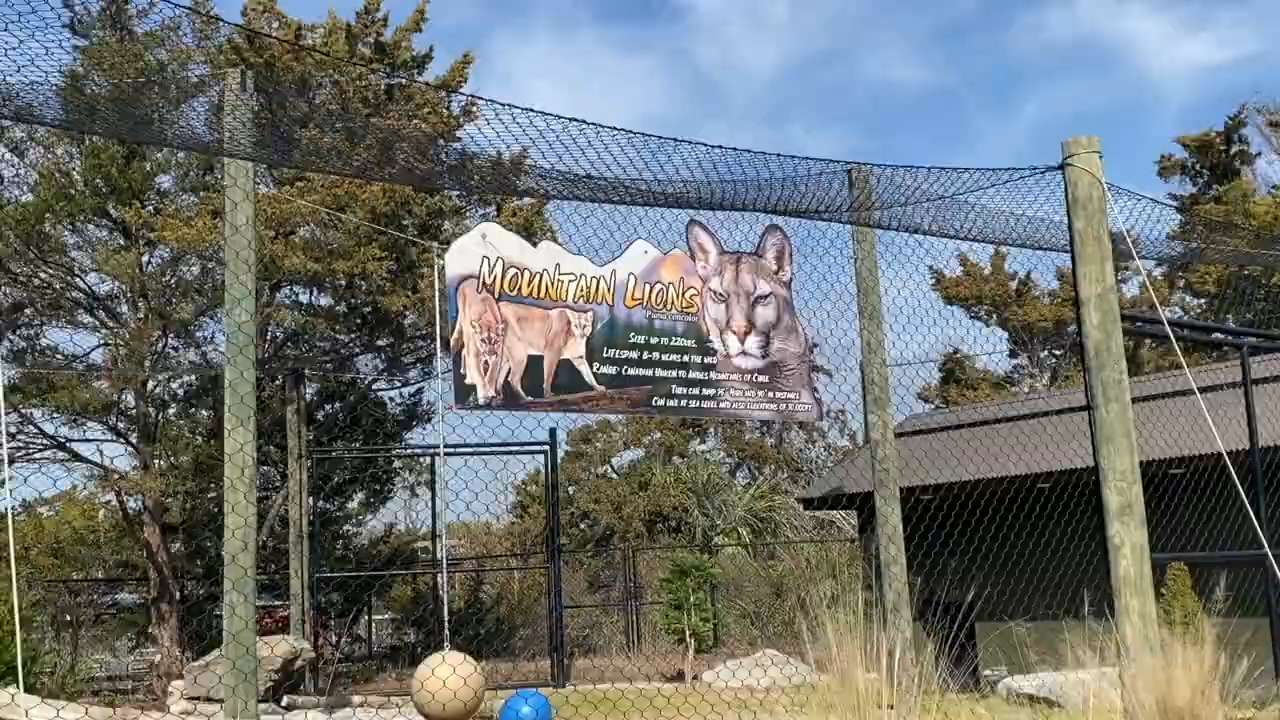 MOUNTAIN LIONS
Puma concolor
SIZE: UP TO 220LBS.
LIFESPAN: 8-13 YEARS IN THE WILD
RANGE: CANADIAN YUKON TO ANDES MOUNTAINS OF CHILE
THEY CAN JUMP 15' HIGH AND 40' IN DISTANCE
CAN LIVE AT SEA LEVEL AND ALSO ELEVATIONS OF 10,000FT.